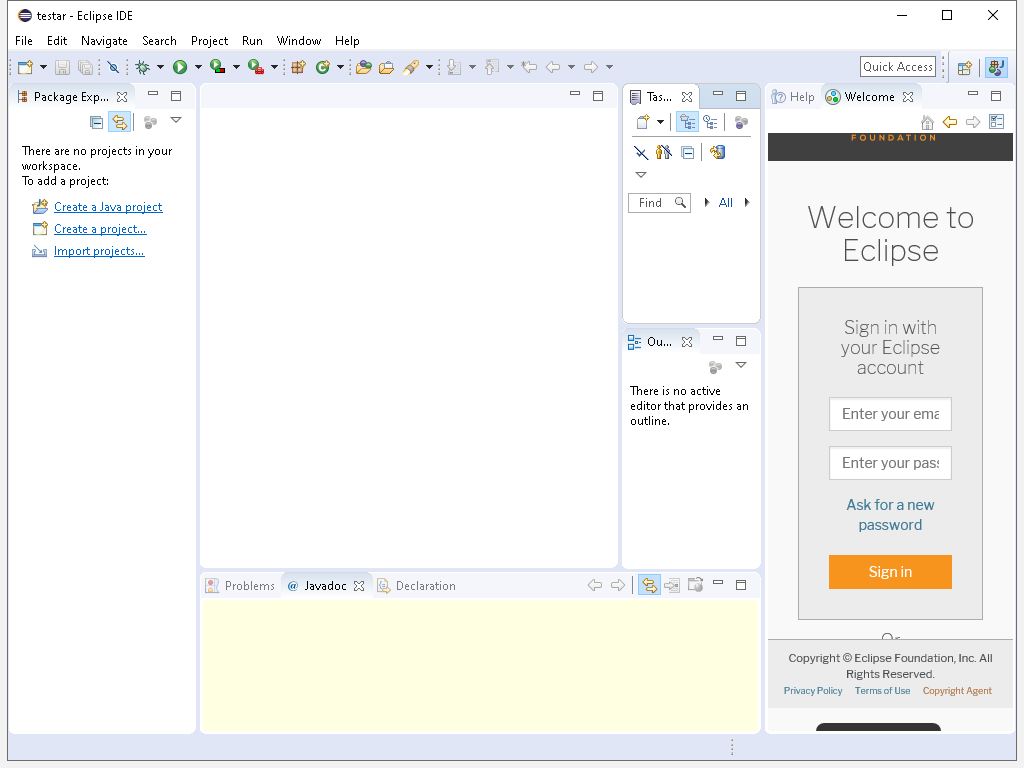 testar - Eclipse IDE
File Edit Navigate Search Project Run Window Help
Quick Access
Package Exp...
There are no projects in your
workspace.
To add a project:
Create a Java project
Create a project...
Import projects...
Tas...
Find
All
Ou...
There is no active
editor that provides an
outline.
Problems @ Javadoc Declaration
Help Welcome
FOUNDATION
Welcome to
Eclipse
Sign in with
your Eclipse
account
Enter your ema
Enter your pass
Ask for a new
password
Sign in
Or
Copyright © Eclipse Foundation, Inc. All
Rights Reserved.
Privacy Policy Terms of Use Copyright Agent